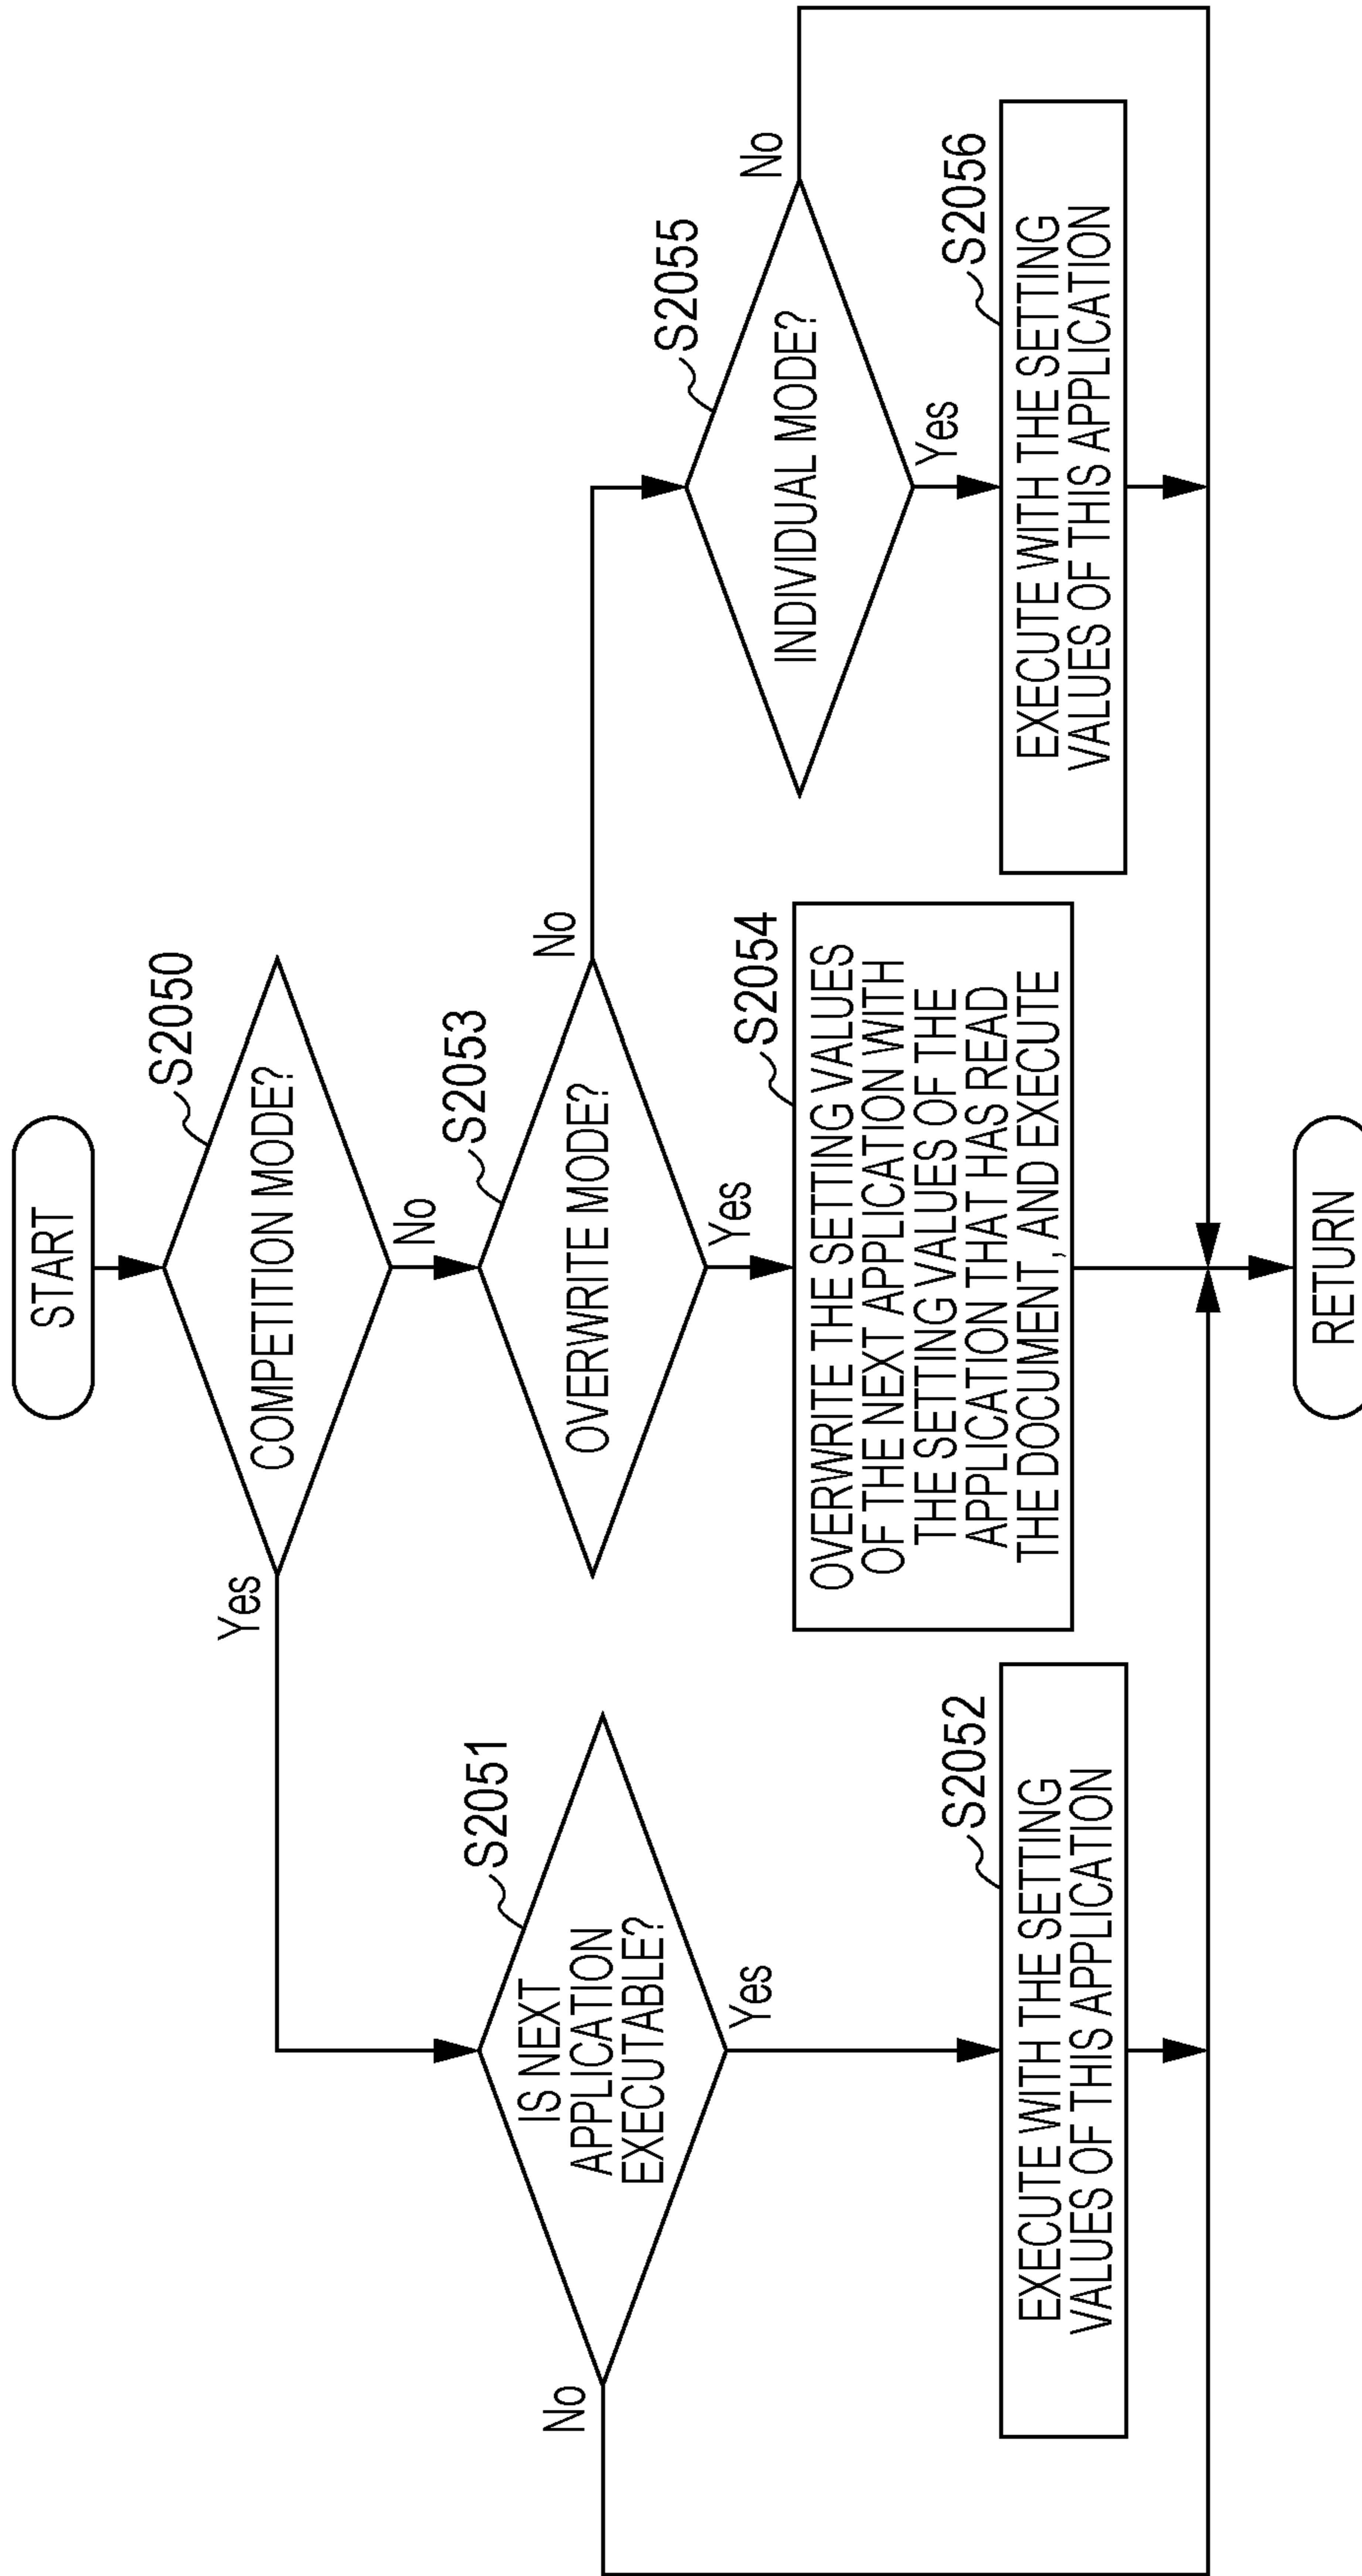 START
S2050
COMPETITION MODE?
Yes
No
S2051
IS NEXT
APPLICATION
EXECUTABLE?
No
Yes
S2052
EXECUTE WITH THE SETTING
VALUES OF THIS APPLICATION
S2053
OVERWRITE MODE?
No
Yes
S2054
OVERWRITE THE SETTING VALUES
OF THE NEXT APPLICATION WITH
THE SETTING VALUES OF THE
APPLICATION THAT HAS READ
THE DOCUMENT, AND EXECUTE
S2055
INDIVIDUAL MODE?
No
Yes
S2056
EXECUTE WITH THE SETTING
VALUES OF THIS APPLICATION
RETURN